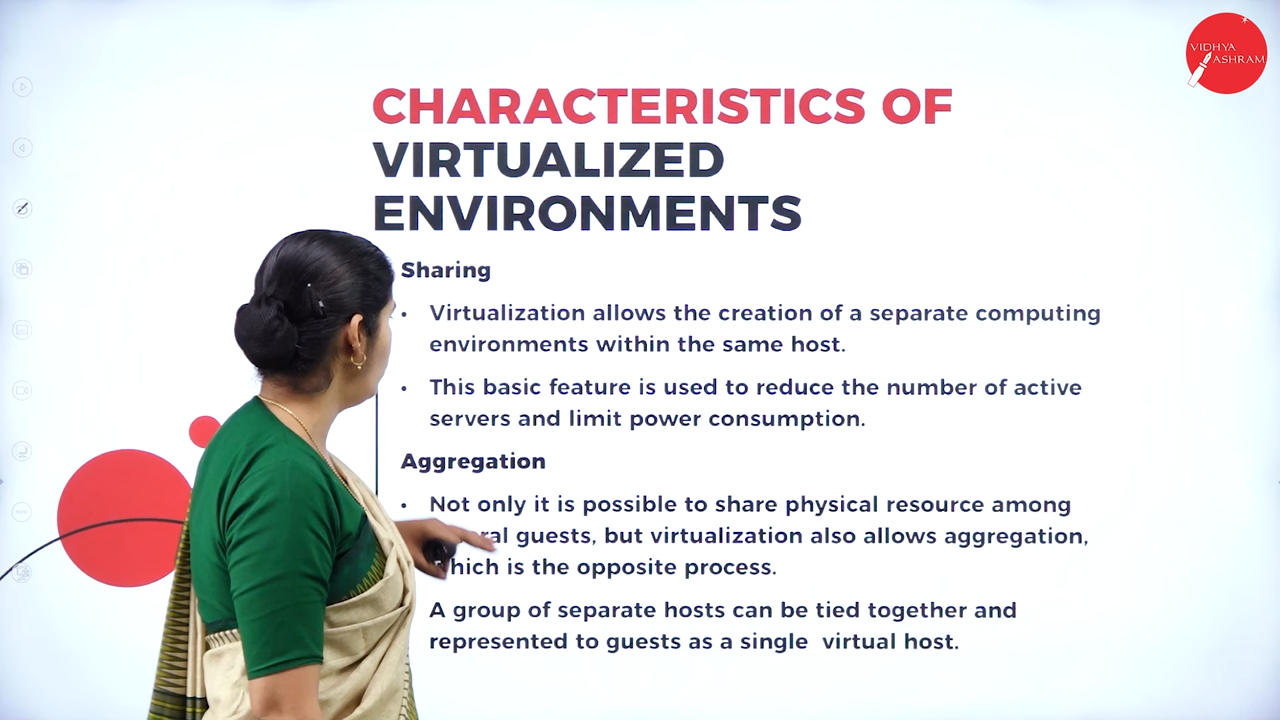 VIDHYA
ASHRAM
CHARACTERISTICS OF
VIRTUALIZED
ENVIRONMENTS
Sharing
• Virtualization allows the creation of a separate computing
environments within the same host.
• This basic feature is used to reduce the number of active
servers and limit power consumption.
Aggregation
• Not only it is possible to share physical resource among
guests, but virtualization also allows aggregation,
which is the opposite process.
A group of separate hosts can be tied together and
represented to guests as a single virtual host.